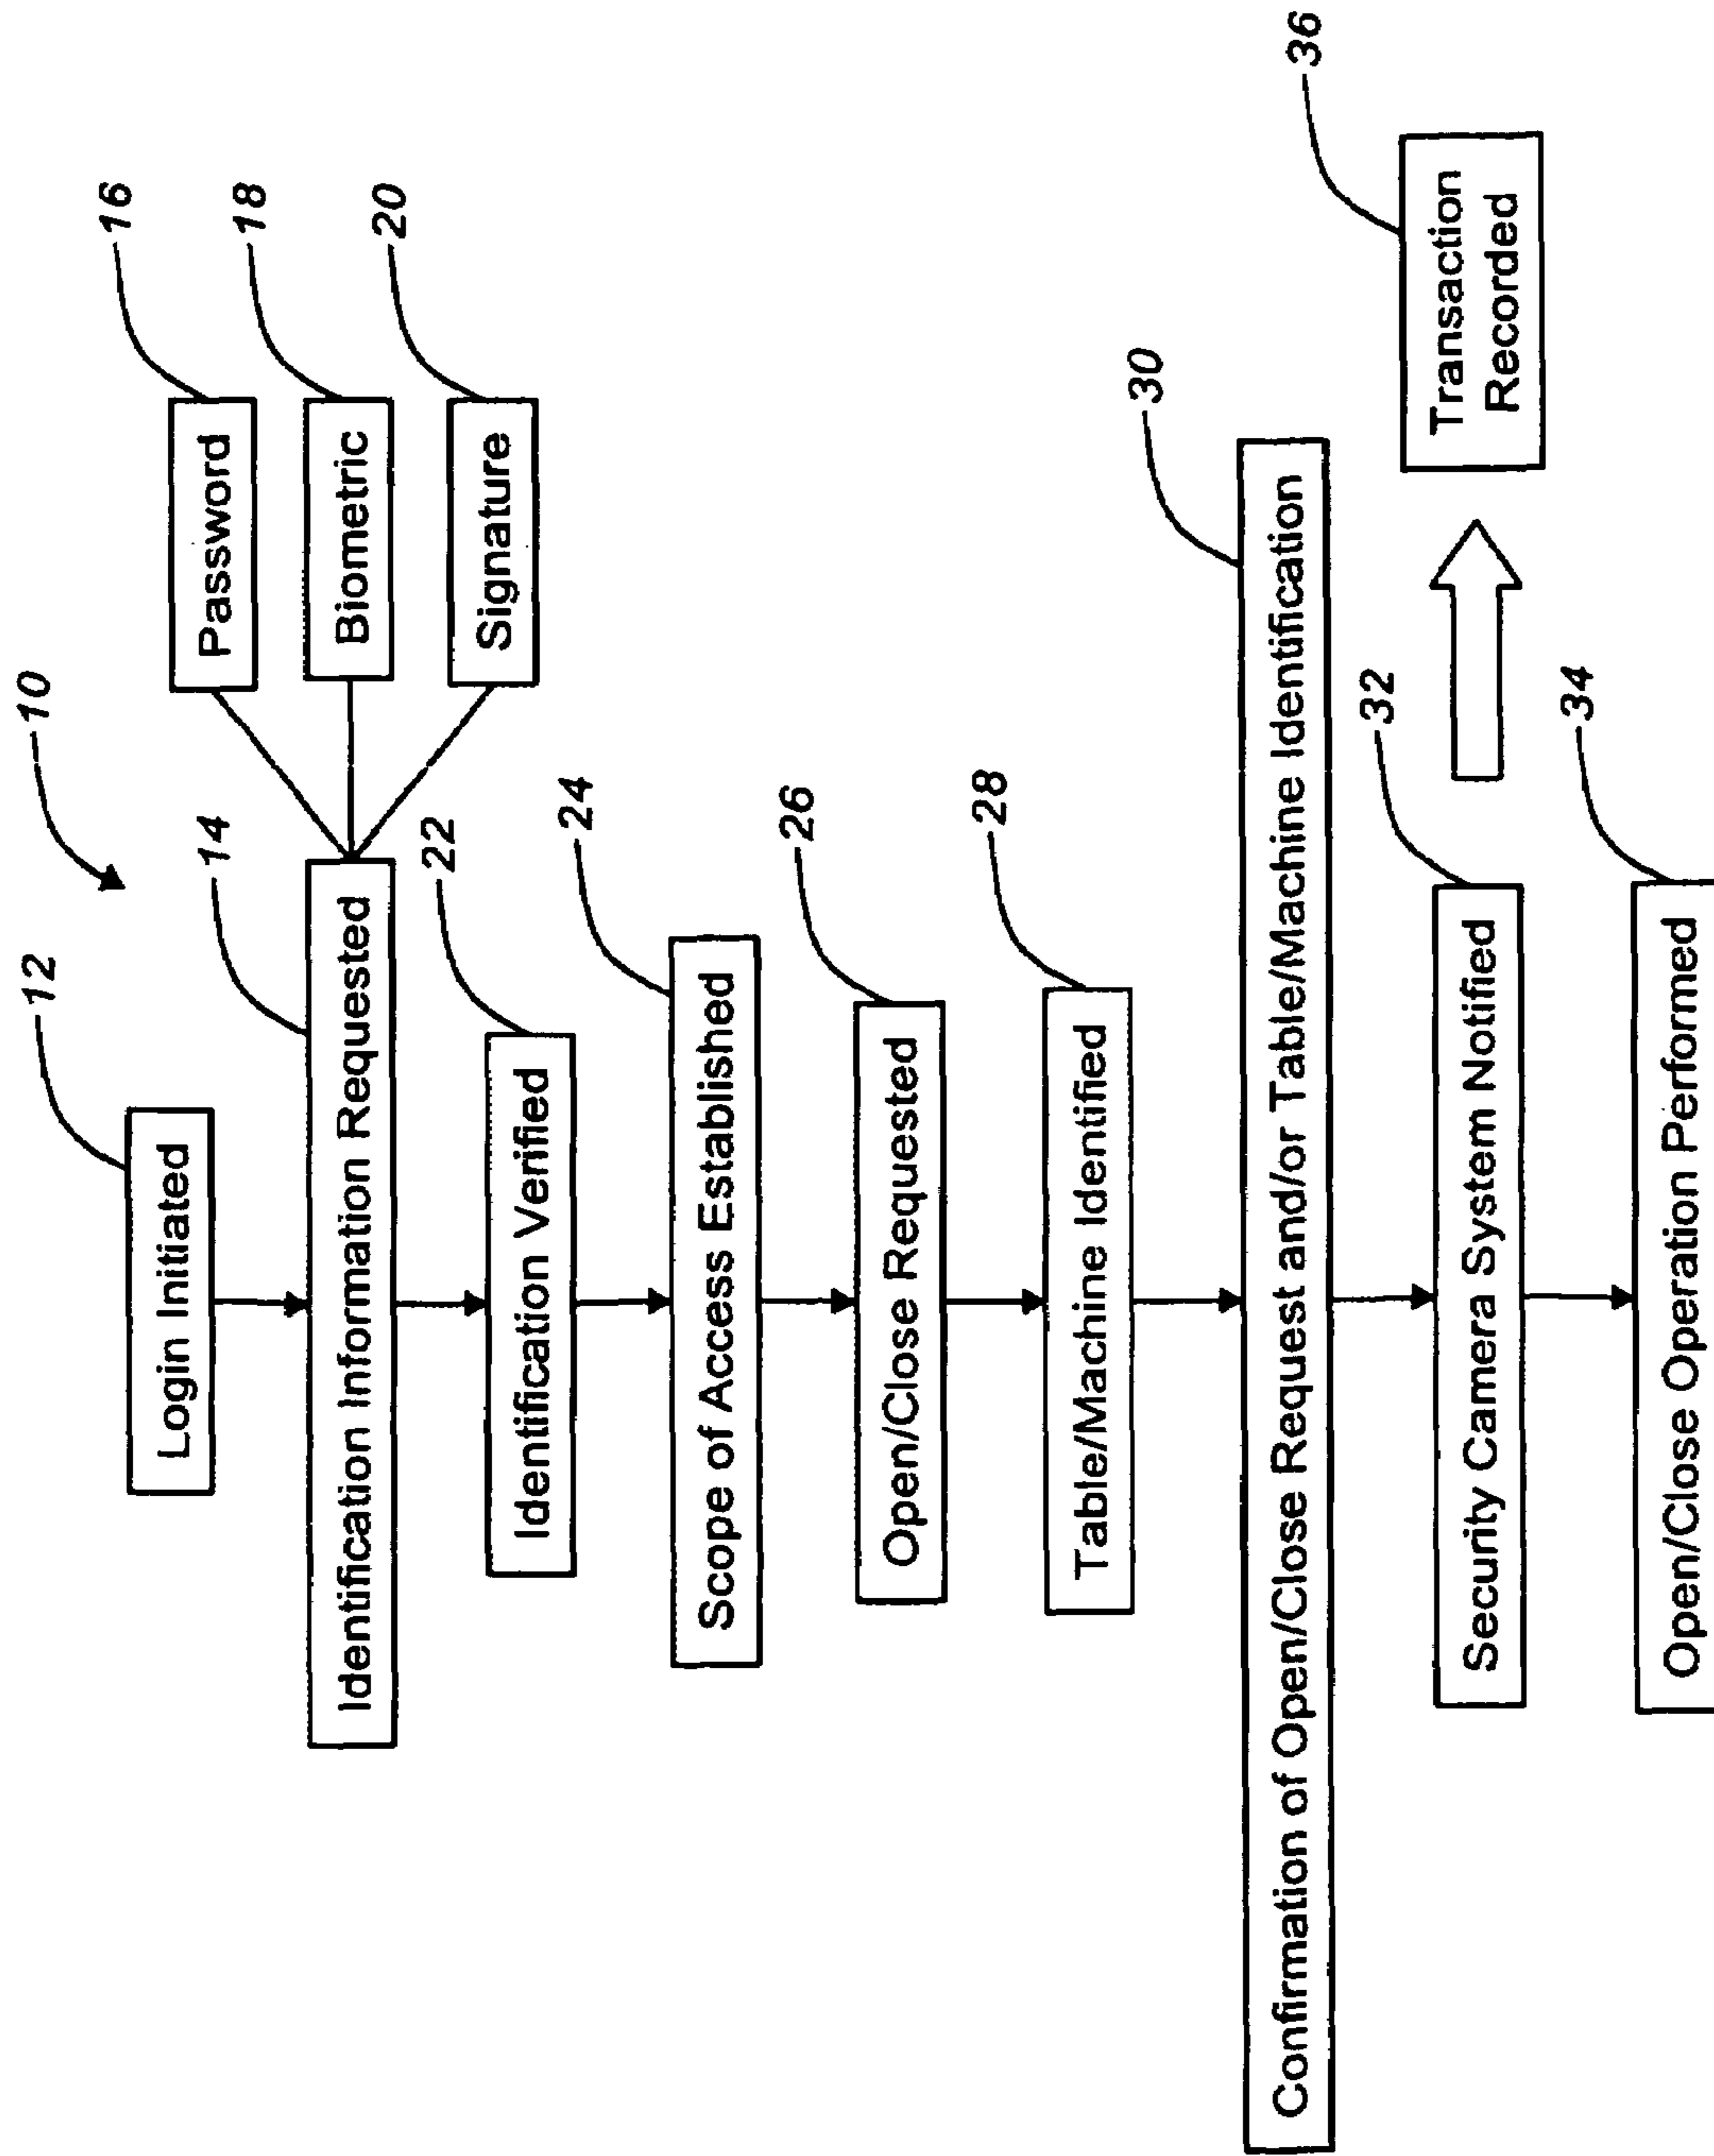 10
12
Login Initiated
14
Identification Information Requested
16
Password
18
Biometric
20
Signature
22
Identification Verified
24
Scope of Access Established
26
Open/Close Requested
28
Table/Machine Identified
30
Confirmation of Open/Close Request and/or Table/Machine Identification
32
Security Camera System Notified
34
Open/Close Operation Performed
36
Transaction
Recorded